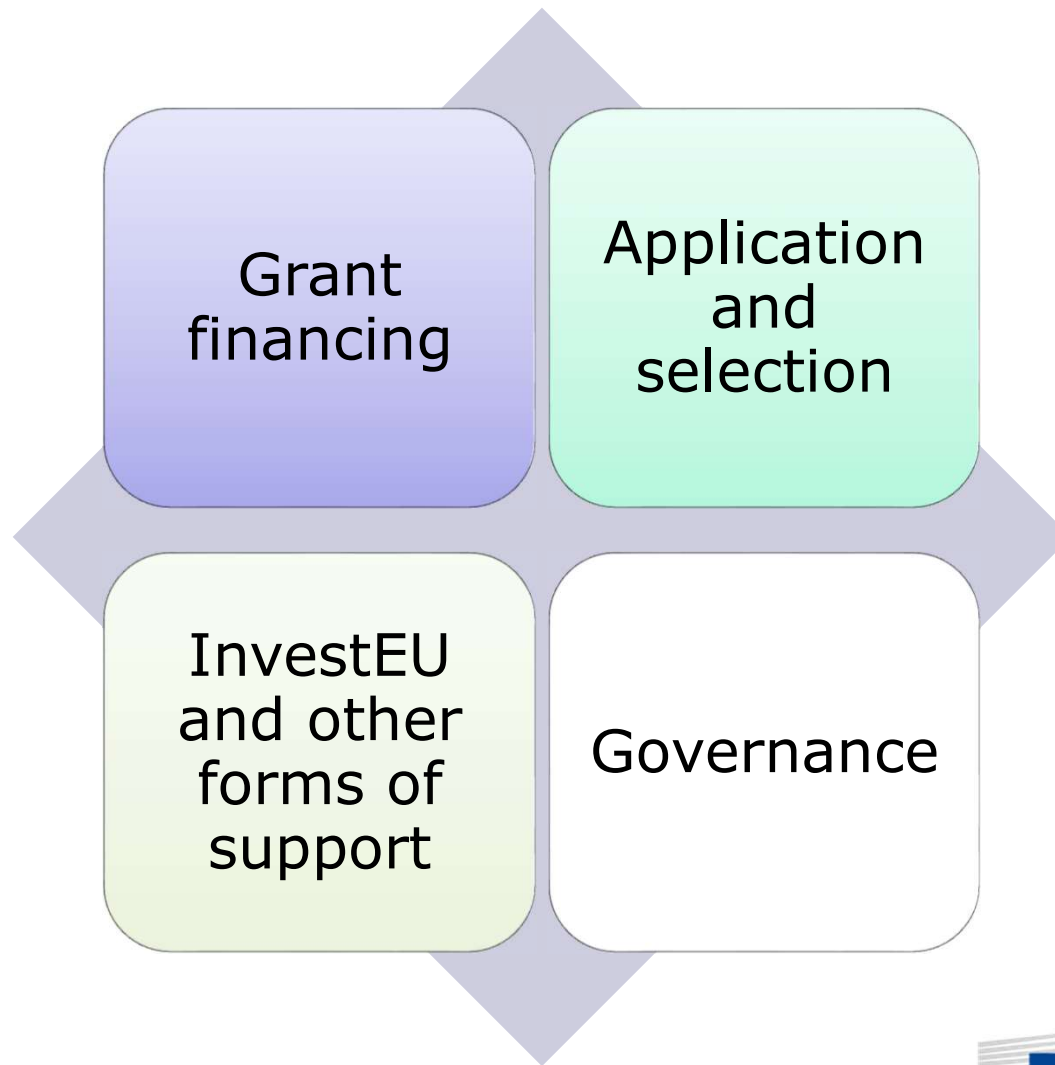 Grant
financing
Application
and
selection
InvestEU
and other
forms of
support
Governance